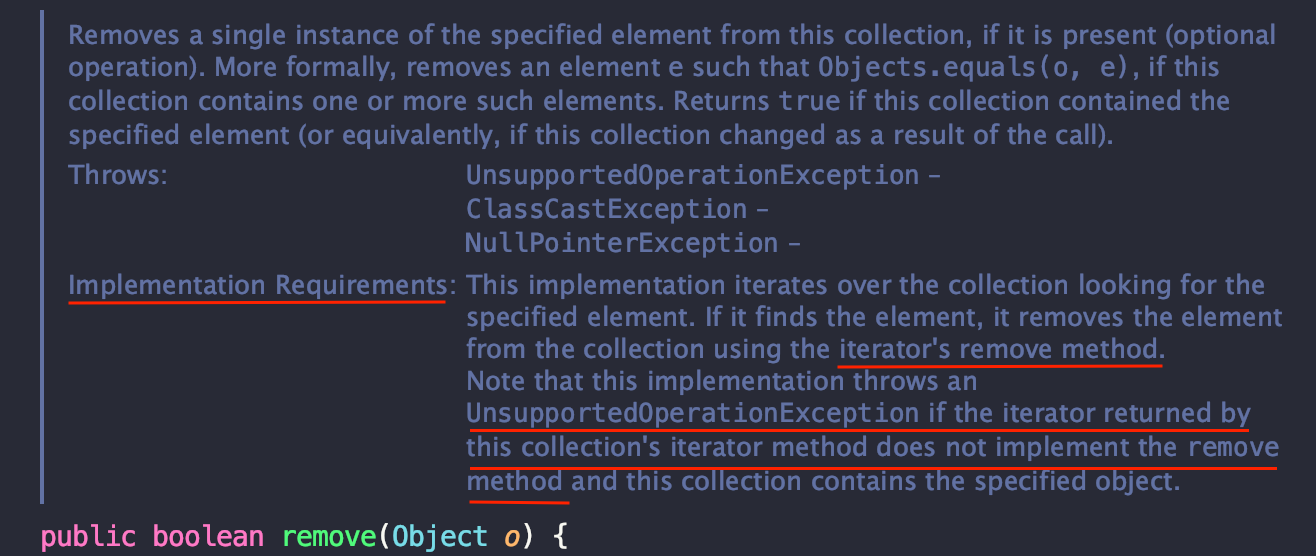 Removes a single instance of the specified element from this collection, if it is present (optional
operation). More formally, removes an element e such that Objects.equals(o, e), if this
collection contains one or more such elements. Returns true if this collection contained the
specified element (or equivalently, if this collection changed as a result of the call).
Throws: UnsupportedOperationException –
ClassCastException –
NullPointerException –
Implementation Requirements: This implementation iterates over the collection looking for the
specified element. If it finds the element, it removes the element
from the collection using the iterator's remove method.
Note that this implementation throws an
UnsupportedOperationException if the iterator returned by
this collection's iterator method does not implement the remove
method and this collection contains the specified object.
public boolean remove(Object o) {